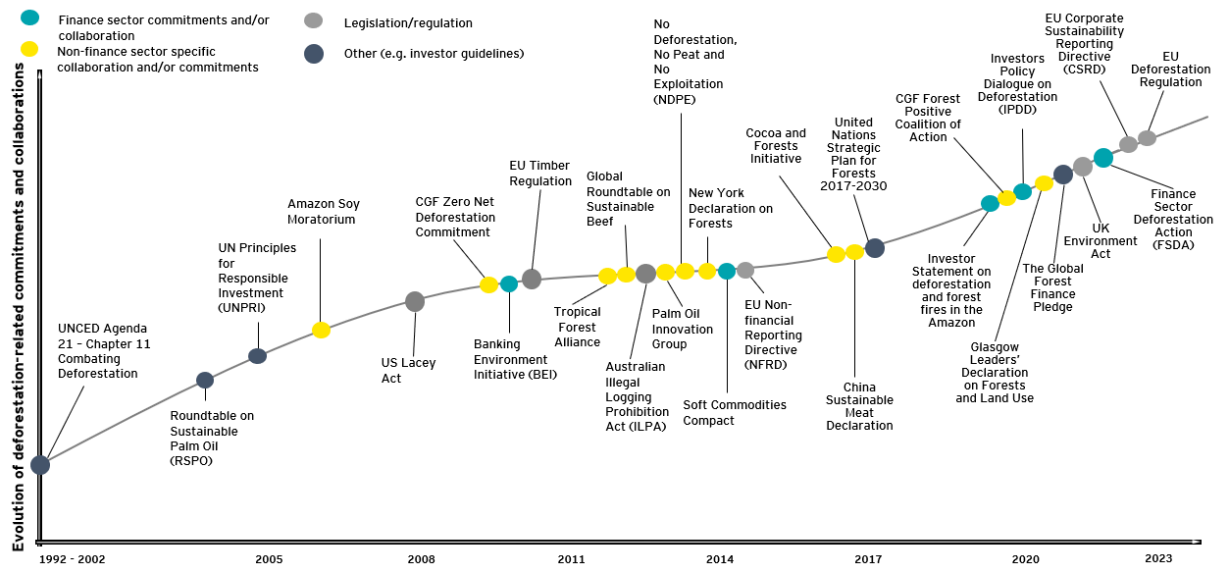 Finance sector commitments and/or
collaboration
Non-finance sector specific
collaboration and/or commitments
Legislation/regulation
Other (e.g. investor guidelines)
Evolution of deforestation-related commitments and collaborations
UNCED Agenda
21 – Chapter 11
Combating
Deforestation
Roundtable on
Sustainable
Palm Oil
(RSPO)
UN Principles
for
Responsible
Investment
(UNPRI)
Amazon Soy
Moratorium
US Lacey
Act
CGF Zero Net
Deforestation
Commitment
Banking
Environment
Initiative (BEI)
EU Timber
Regulation
Tropical
Forest
Alliance
Global
Roundtable on
Sustainable
Beef
Australian
Illegal
Logging
Prohibition
Act (ILPA)
Palm Oil
Innovation
Group
No
Deforestation,
No Peat and
No
Exploitation
(NDPE)
New York
Declaration on
Forests
Soft Commodities
Compact
EU Non-
financial
Reporting
Directive
(NFRD)
Cocoa and
Forests
Initiative
China
Sustainable
Meat
Declaration
United
Nations
Strategic
Plan for
Forests
2017-2030
Investor
Statement on
deforestation
and forest
fires in the
Amazon
CGF Forest
Positive
Coalition of
Action
Investors
Policy
Dialogue on
Deforestation
(IPDD)
Glasgow
Leaders'
Declaration
on Forests
and Land Use
The Global
Forest
Finance
Pledge
UK
Environment
Act
Finance
Sector
Deforestation
Action
(FSDA)
EU Corporate
Sustainability
Reporting
Directive
(CSRD)
EU
Deforestation
Regulation
1992 - 2002
2005
2008
2011
2014
2017
2020
2023